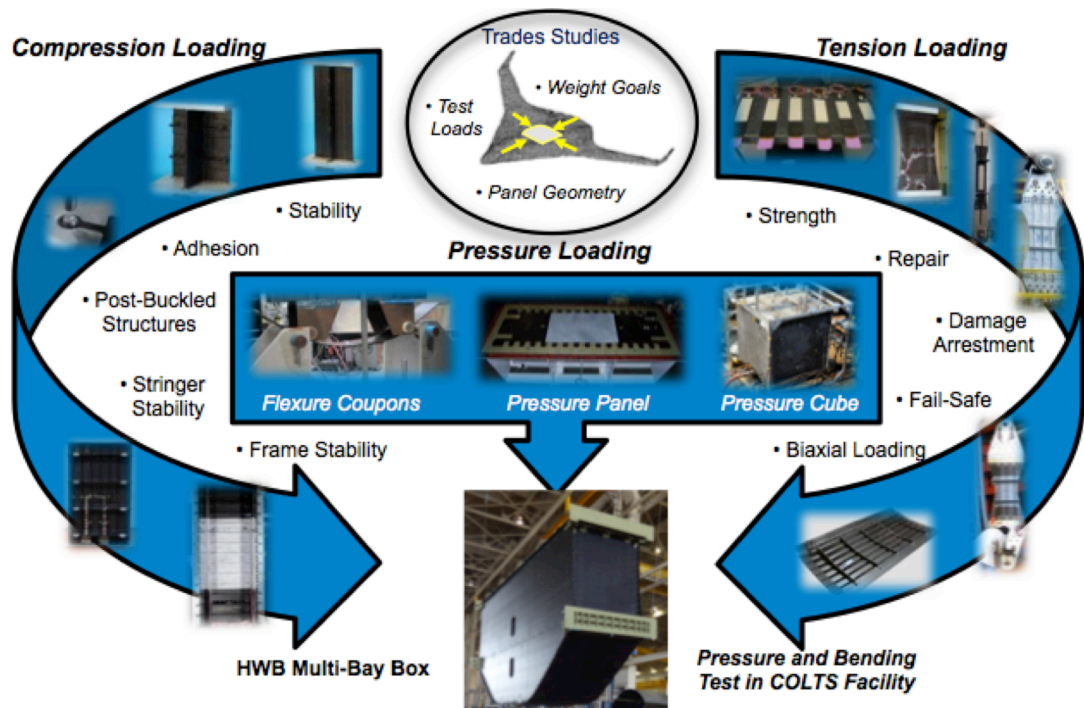 Compression Loading
Trades Studies
• Weight Goals
• Test
Loads
• Panel Geometry
Tension Loading
• Stability
• Adhesion
• Post-Buckled
Structures
• Stringer
Stability
• Frame Stability
Pressure Loading
Flexure Coupons
Pressure Panel
Pressure Cube
• Strength
• Repair
• Damage
Arrestment
• Fail-Safe
• Biaxial Loading
HWB Multi-Bay Box
Pressure and Bending
Test in COLTS Facility